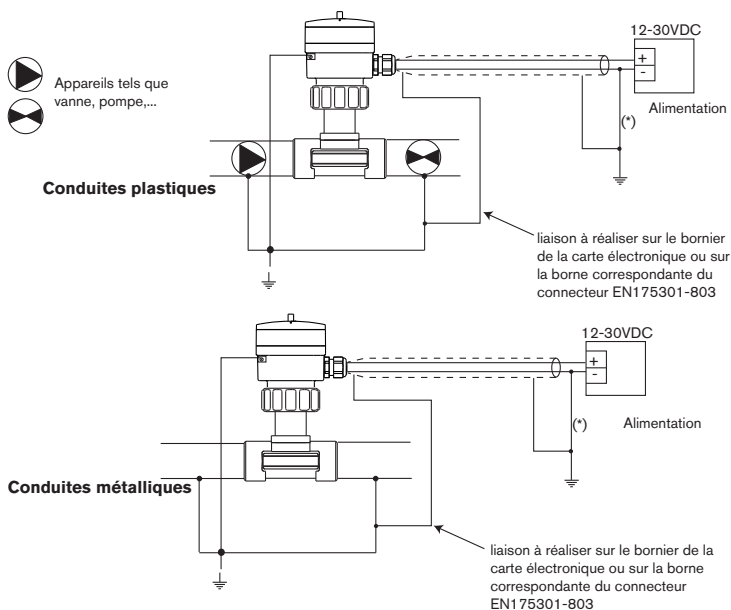 12-30VDC
+
-
Appareils tels que
vanne, pompe,...
Alimentation
(*)
Conduites plastiques
liaison à réaliser sur le bornier
de la carte électronique ou sur
la borne correspondante du
connecteur EN175301-803
12-30VDC
+
-
(*)
Alimentation
Conduites métalliques
liaison à réaliser sur le bornier de la
carte électronique ou sur la borne
correspondante du connecteur
EN175301-803